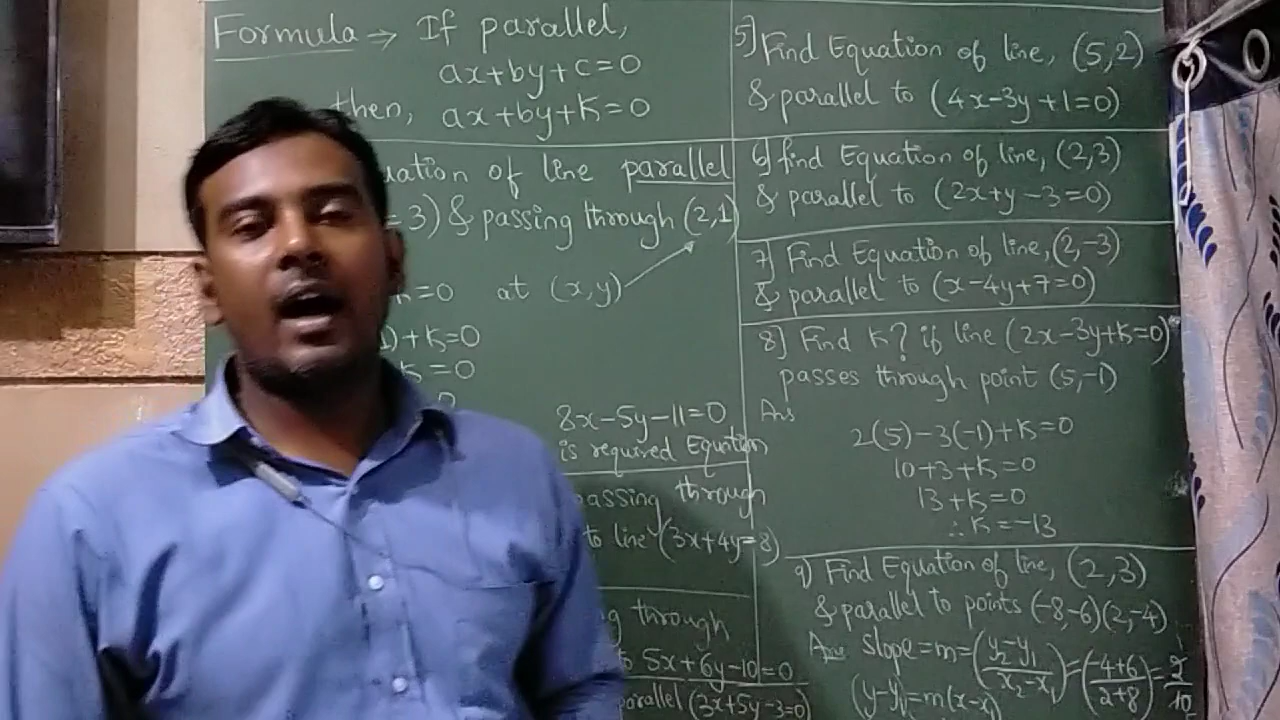 Formula → If parallel,
ax+by+c=0
then, ax+by+K=0
uation of line parallel
= 3) & passing through (2,1)
=0 at (x,y)
)+K=0
K=0
0
8x-5y-11=0
is required Equation
passing through
to line (3x+4y=8)
g through
to 5x+6y-10=0
parallel (3x+5y-3=0)
5] Find Equation of line, (5,2)
& parallel to (4x-3y+1=0)
6] find Equation of line, (2,3)
& parallel to (2x+y-3=0)
7] Find Equation of line, (2,-3)
& parallel to (x-4y+7=0)
8] Find K? if line (2x-3y+K=0)
passes through point (5,-1)
Ans
2(5)-3(-1)+K=0
10+3+K=0
13+K=0
∴ K=-13
9) Find Equation of line, (2,3)
& parallel to points (-8,-6)(2,-4)
Ans Slope=m=(y₂-y₁/x₂-x₁)=(-4+6/2+8)=2/10
(y-y₁)=m(x-x₁)